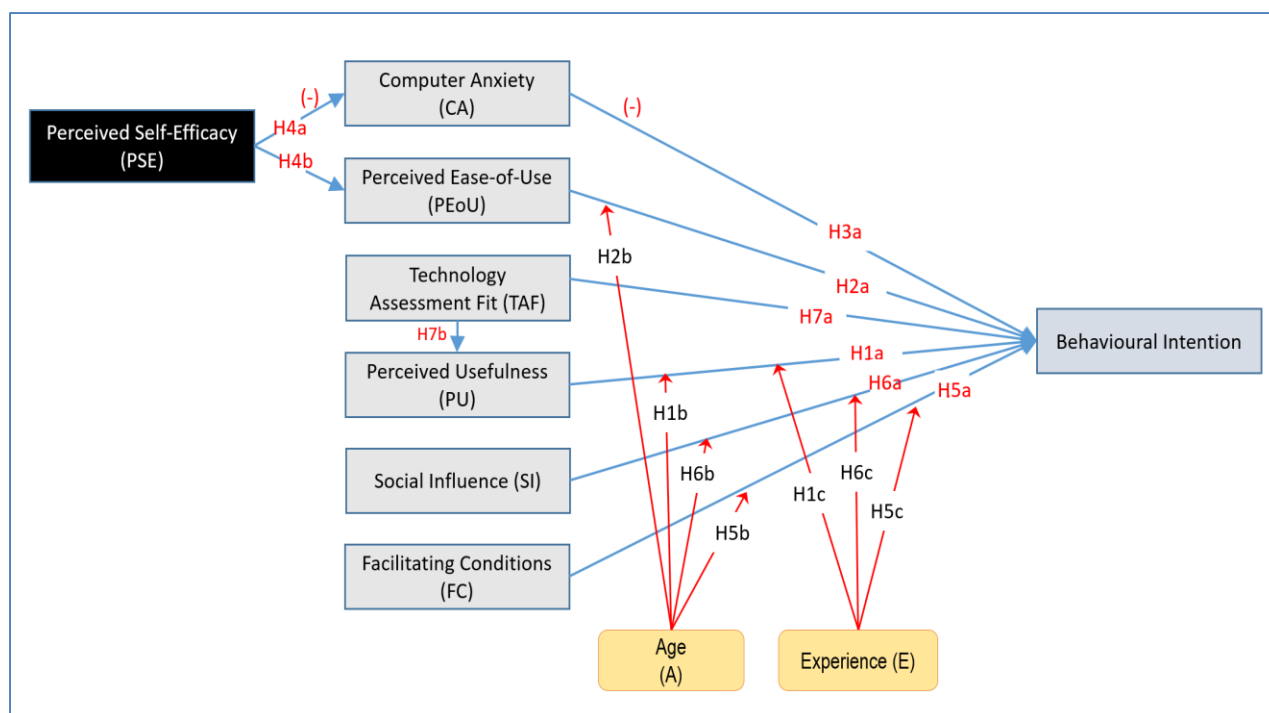 Computer Anxiety
(CA)
(-)
(-)
Perceived Self-Efficacy
(PSE)
H4a
H4b
Perceived Ease-of-Use
(PEoU)
H3a
H2b
H2a
Technology
Assessment Fit (TAF)
H7a
H7b
Behavioural Intention
Perceived Usefulness
(PU)
H1a
H6a
H5a
H1b
Social Influence (SI)
H6b
H6c
H1c
H5c
H5b
Facilitating Conditions
(FC)
Age
(A)
Experience (E)